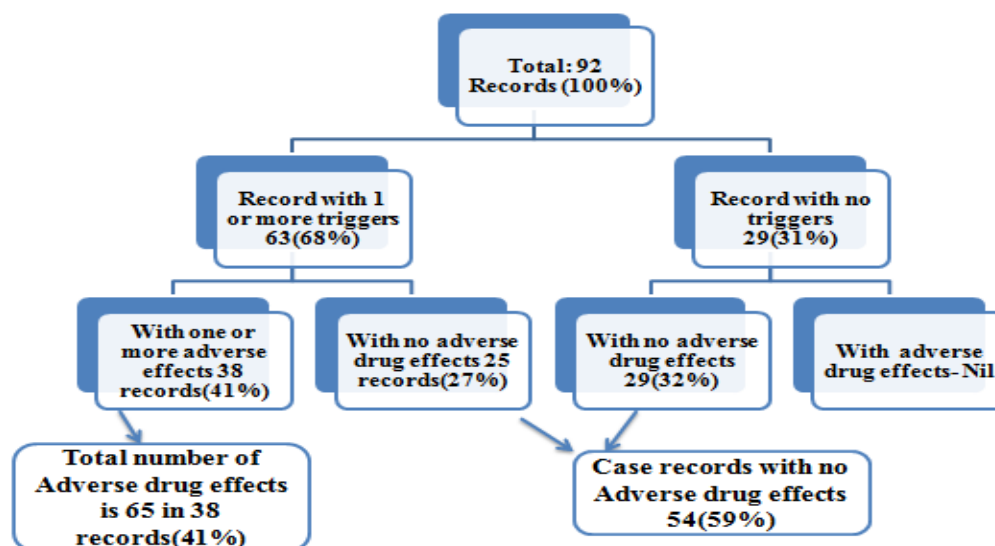 Total: 92
Records(100%)
Record with 1
or more triggers
63(68%)
Record with no
triggers
29(31%)
With one or
more adverse
effects 38
records(41%)
With no adverse
drug effects 25
records(27%)
With no adverse
drug effects
29(32%)
With adverse
drug effects- Nil
Total number of
Adverse drug effects
is 65 in 38
records(41%)
Case records with no
Adverse drug effects
54(59%)